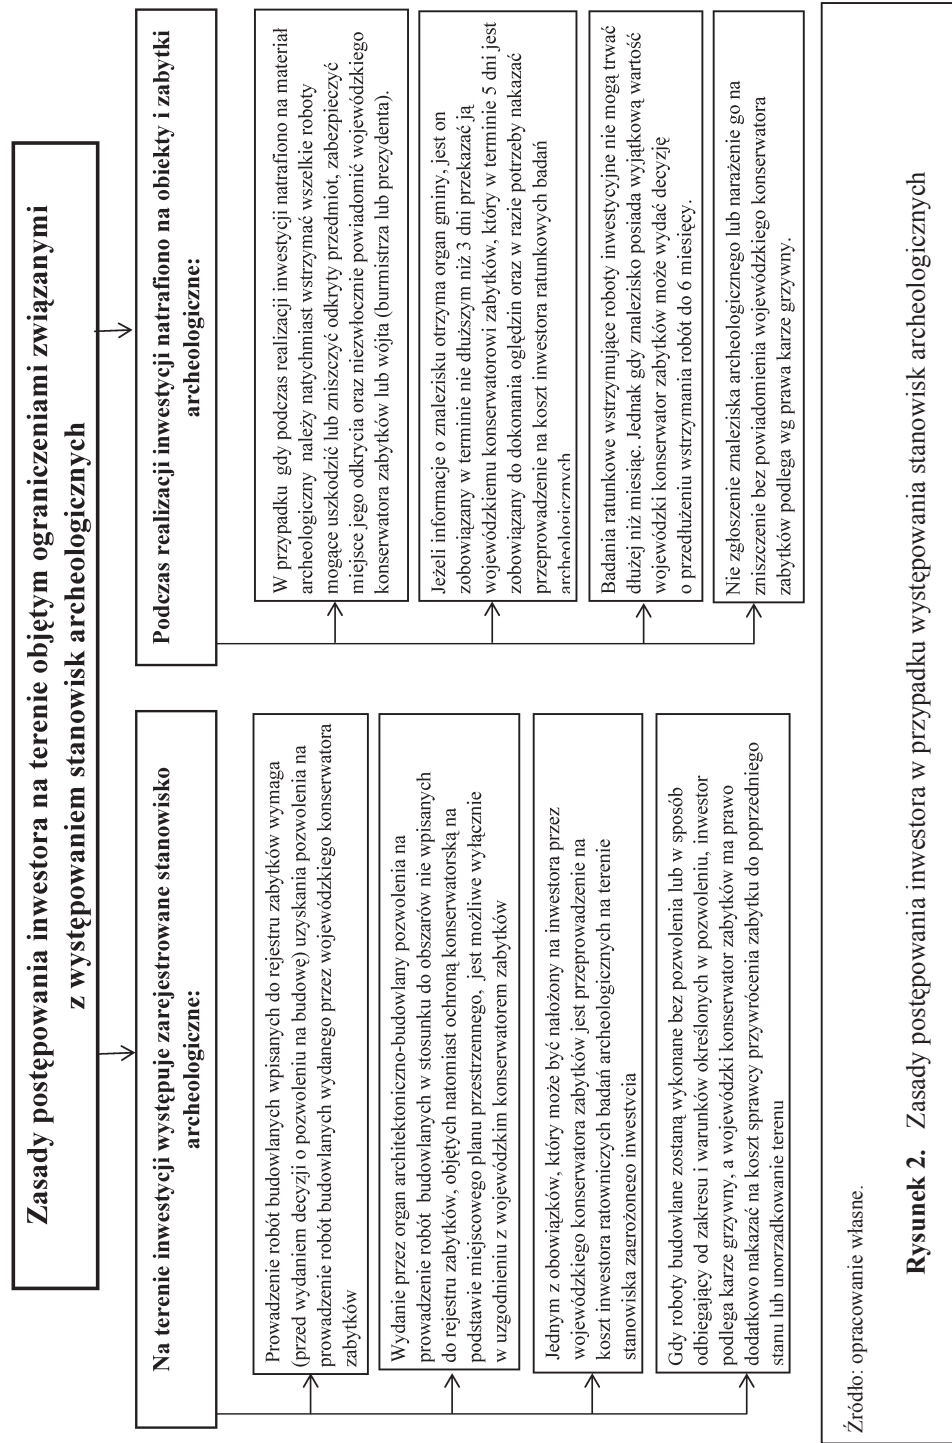 Zasady postępowania inwestora na terenie objętym ograniczeniami związanymi
z występowaniem stanowisk archeologicznych
Na terenie inwestycji występuje zarejestrowane stanowisko
archeologiczne:
Prowadzenie robót budowlanych wpisanych do rejestru zabytków wymaga
(przed wydaniem decyzji o pozwoleniu na budowę) uzyskania pozwolenia na
prowadzenie robót budowlanych wydanego przez wojewódzkiego konserwatora
zabytków
Wydanie przez organ architektoniczno-budowlany pozwolenia na
prowadzenie robót budowlanych w stosunku do obszarów nie wpisanych
do rejestru zabytków, objętych natomiast ochroną konserwatorską na
podstawie miejscowego planu przestrzennego, jest możliwe wyłącznie
w uzgodnieniu z wojewódzkim konserwatorem zabytków
Jednym z obowiązków, który może być nałożony na inwestora przez
wojewódzkiego konserwatora zabytków jest przeprowadzenie na
koszt inwestora ratowniczych badań archeologicznych na terenie
stanowiska zagrożonego inwestycją
Gdy roboty budowlane zostaną wykonane bez pozwolenia lub w sposób
odbiegający od zakresu i warunków określonych w pozwoleniu, inwestor
podlega karze grzywny, a wojewódzki konserwator zabytków ma prawo
dodatkowo nakazać na koszt sprawcy przywrócenia zabytku do poprzedniego
stanu lub uporządkowanie terenu
Podczas realizacji inwestycji natrafiono na obiekty i zabytki
archeologiczne:
W przypadku gdy podczas realizacji inwestycji natrafiono na materiał
archeologiczny należy natychmiast wstrzymać wszelkie roboty
mogące uszkodzić lub zniszczyć odkryty przedmiot, zabezpieczyć
miejsce jego odkrycia oraz niezwłocznie powiadomić wojewódzkiego
konserwatora zabytków lub wójta (burmistrza lub prezydenta).
Jeżeli informacje o znalezisku otrzyma organ gminy, jest on
zobowiązany w terminie nie dłuższym niż 3 dni przekazać ją
wojewódzkiemu konserwatorowi zabytków, który w terminie 5 dni jest
zobowiązany do dokonania oględzin oraz w razie potrzeby nakazać
przeprowadzenie na koszt inwestora ratunkowych badań
archeologicznych
Badania ratunkowe wstrzymujące roboty inwestycyjne nie mogą trwać
dłużej niż miesiąc. Jednak gdy znalezisko posiada wyjątkową wartość
wojewódzki konserwator zabytków może wydać decyzję
o przedłużeniu wstrzymania robót do 6 miesięcy.
Nie zgłoszenie znaleziska archeologicznego lub narażenie go na
zniszczenie bez powiadomienia wojewódzkiego konserwatora
zabytków podlega wg prawa karze grzywny.
Źródło: opracowanie własne.
Rysunek 2. Zasady postępowania inwestora w przypadku występowania stanowisk archeologicznych